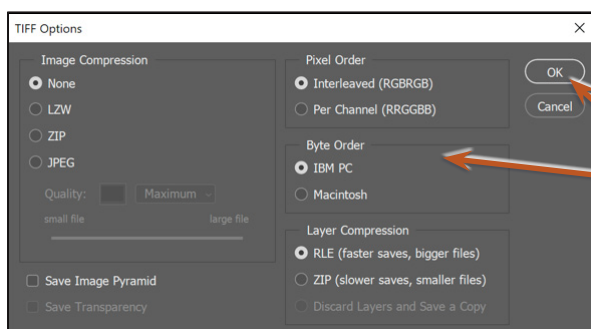 TIFF Options
Image Compression
None
LZW
ZIP
JPEG
Quality:
Maximum
small file
large file
Save Image Pyramid
Save Transparency
Pixel Order
Interleaved (RGBRGB)
Per Channel (RRGGBB)
Byte Order
IBM PC
Macintosh
Layer Compression
RLE (faster saves, bigger files)
ZIP (slower saves, smaller files)
Discard Layers and Save a Copy
OK
Cancel